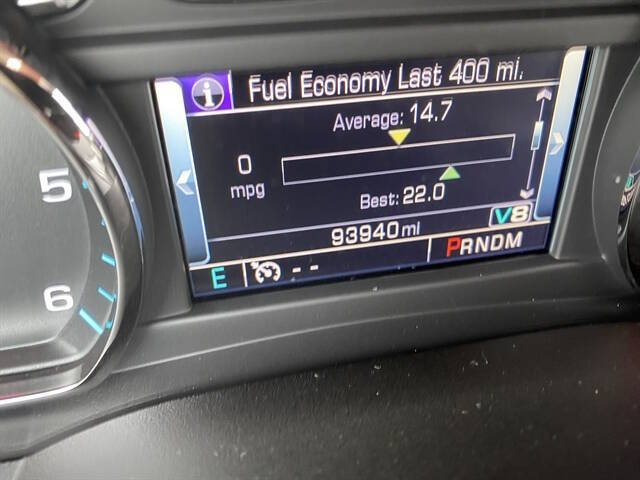 Fuel Economy Last 400 mi.
Average: 14.7
0
mpg
Best: 22.0
93940 mi
V8
E
- -
PRNDM
5
6